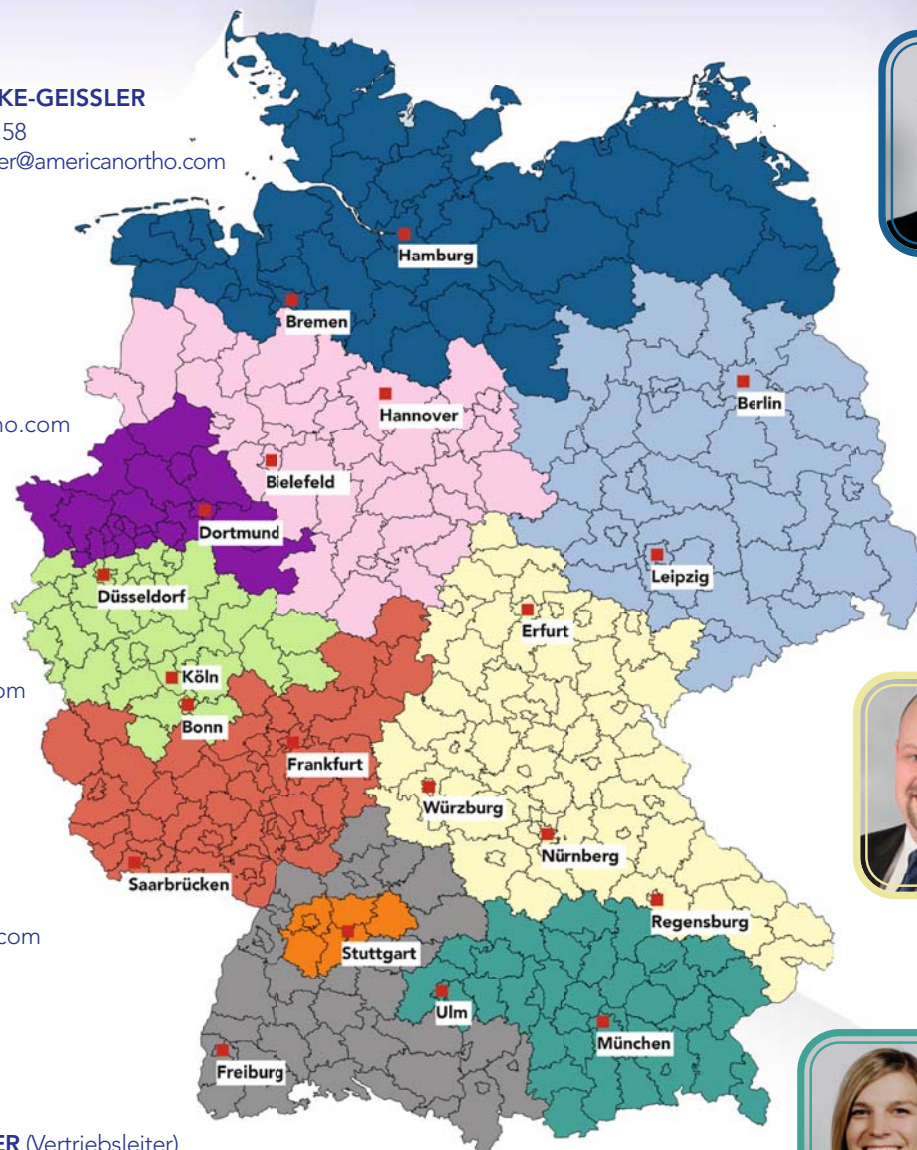 KE-GEISSLER
58
er@americanortho.com
Hamburg
Bremen
Berlin
Hannover
ho.com
Bielefeld
Dortmund
Leipzig
Düsseldorf
Erfurt
Köln
om
Bonn
Frankfurt
Würzburg
Nürnberg
Saarbrücken
Regensburg
.com
Stuttgart
Ulm
München
Freiburg
ER (Vertriebsleiter)